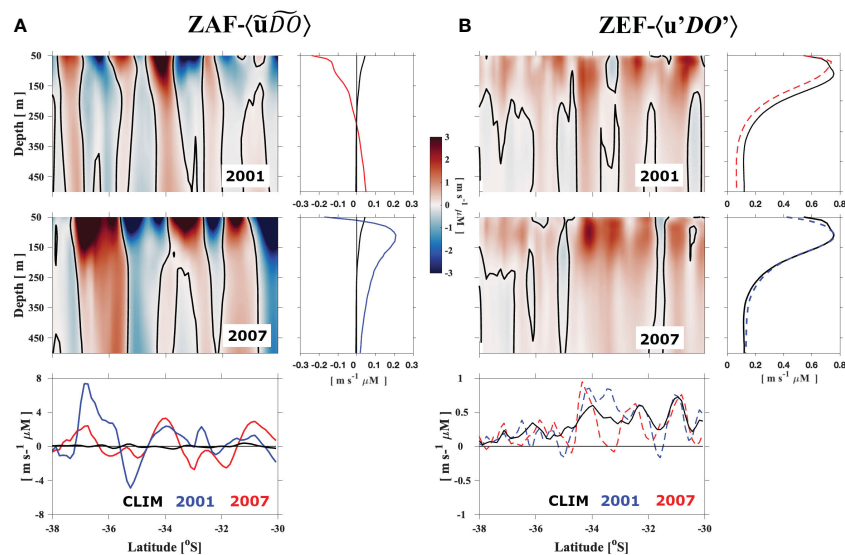 A ZAF-⟨ũD͠O⟩ B ZEF-⟨u'DO'⟩
50
150
250
350
450
Depth [ m ]
2001
-0.3 -0.2 -0.1 0 0.1 0.2 0.3
3
2
1
0
-1
-2
-3
[ m s⁻¹ μM ]
50
150
250
350
450
Depth [ m ]
2007
-0.3 -0.2 -0.1 0 0.1 0.2 0.3
[ m s⁻¹ μM ]
2001
0 0.2 0.4 0.6 0.8
2007
0 0.2 0.4 0.6 0.8
[ m s⁻¹ μM ]
8
4
0
-4
-8
[ m s⁻¹ μM ]
CLIM 2001 2007
-38 -36 -34 -32 -30
Latitude [°S]
1
0.5
0
-0.5
-1
[ m s⁻¹ μM ]
CLIM 2001 2007
-38 -36 -34 -32 -30
Latitude [°S]